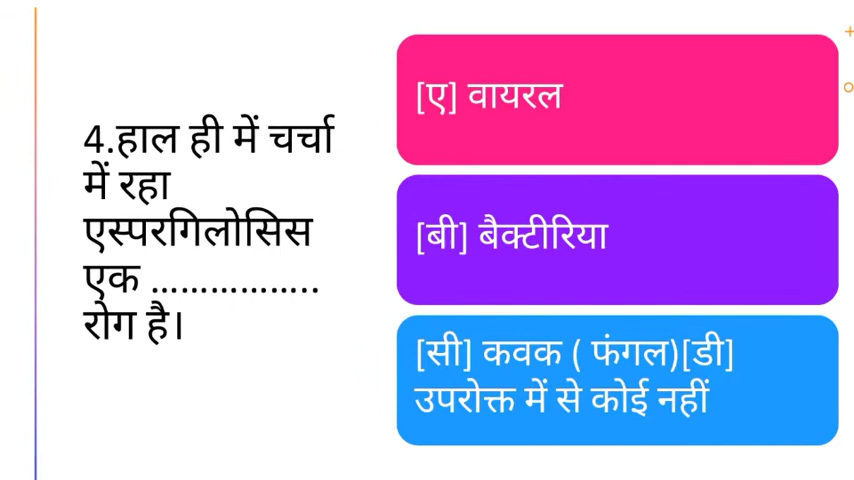 4.हाल ही में चर्चा
में रहा
एस्परगिलोसिस
एक ……………..
रोग है।
[ए] वायरल
[बी] बैक्टीरिया
[सी] कवक ( फंगल)[डी]
उपरोक्त में से कोई नहीं